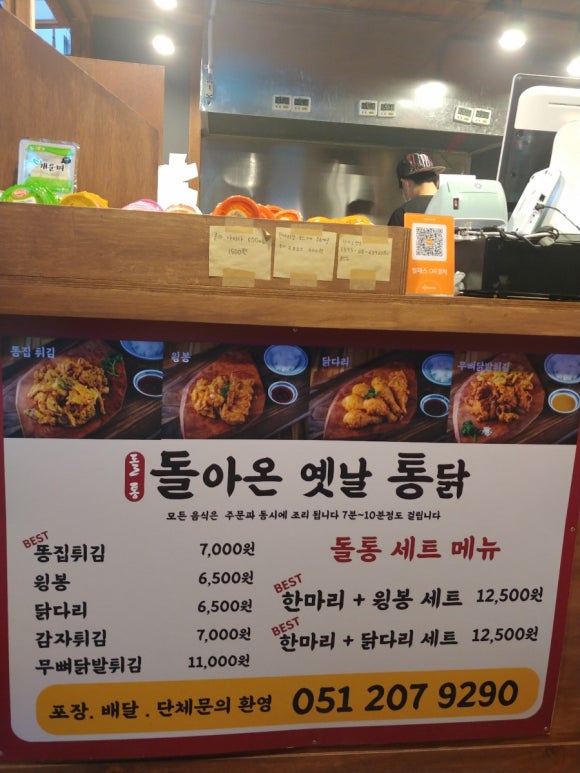 똥집 튀김
윙봉
닭다리
무뼈닭발튀김
돌통
돌아온 옛날 통닭
모든 음식은 주문과 동시에 조리 됩니다 7분~10분정도 걸립니다
BEST
똥집튀김 7,000원
윙봉 6,500원
닭다리 6,500원
감자튀김 7,000원
무뼈닭발튀김 11,000원
돌통 세트 메뉴
BEST
한마리 + 윙봉 세트 12,500원
BEST
한마리 + 닭다리 세트 12,500원
포장. 배달 . 단체문의 환영 051 207 9290